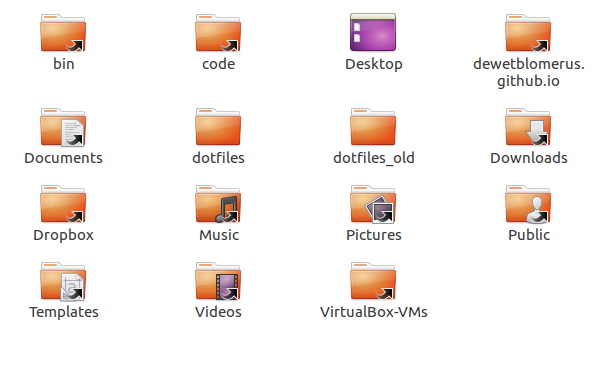 bin
code
Desktop
dewetblomerus.
github.io
Documents
dotfiles
dotfiles_old
Downloads
Dropbox
Music
Pictures
Public
Templates
Videos
VirtualBox-VMs